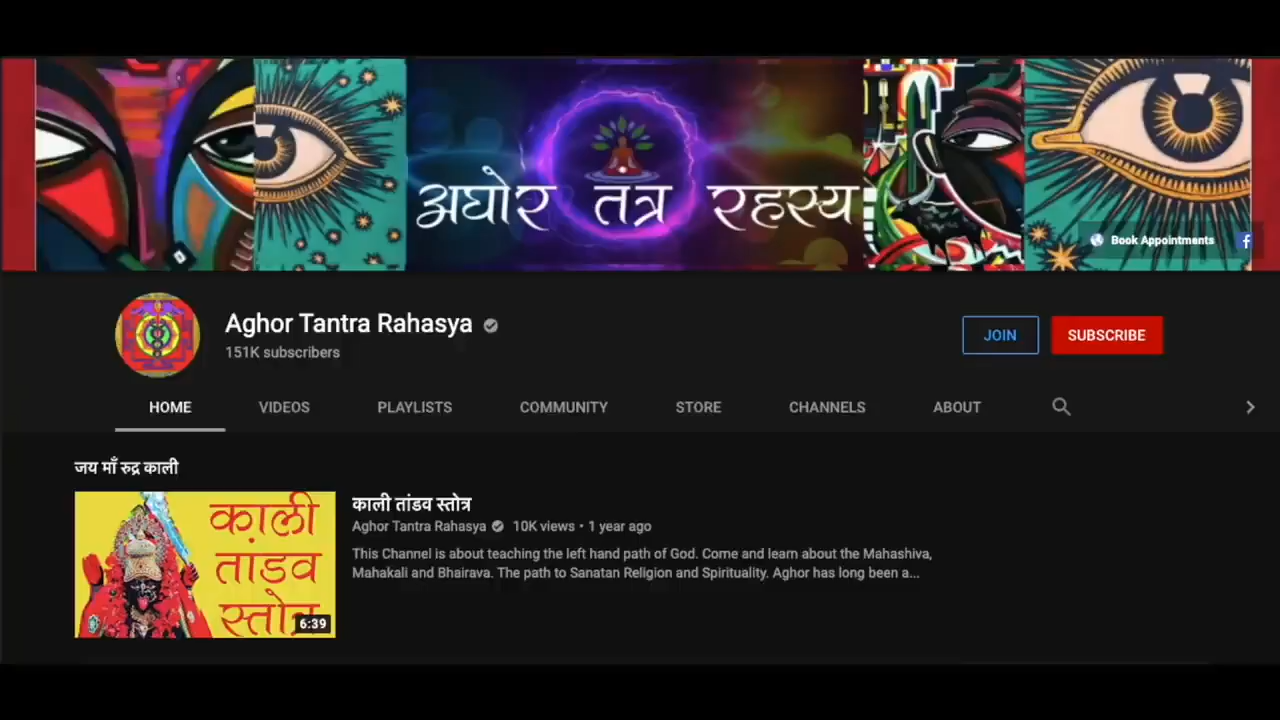 अघोर तत्र रहस्य
Book Appointments
Aghor Tantra Rahasya
151K subscribers
JOIN
SUBSCRIBE
HOME
VIDEOS
PLAYLISTS
COMMUNITY
STORE
CHANNELS
ABOUT
जय माँ रुद्र काली
काली
तांडव
स्तोत्र
6:39
काली तांडव स्तोत्र
Aghor Tantra Rahasya 10K views • 1 year ago
This Channel is about teaching the left hand path of God. Come and learn about the Mahashiva,
Mahakali and Bhairava. The path to Sanatan Religion and Spirituality. Aghor has long been a...